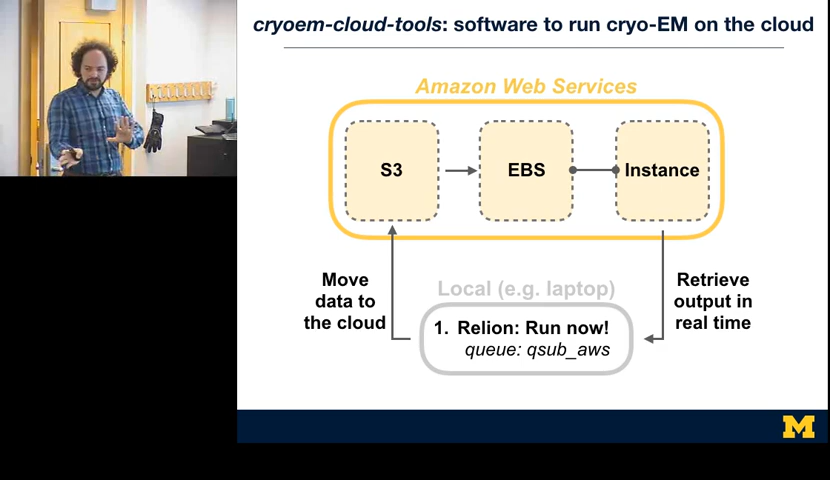 cryoem-cloud-tools: software to run cryo-EM on the cloud
Amazon Web Services
S3
EBS
Instance
Move
data to
the cloud
Local (e.g. laptop)
1. Relion: Run now!
queue: qsub_aws
Retrieve
output in
real time
M